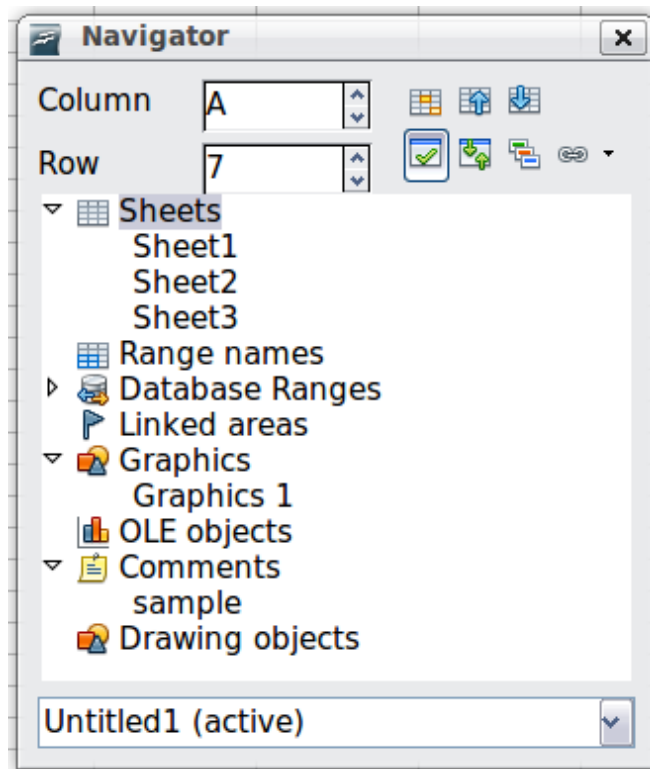 Navigator
Column A
Row 7
Sheets
Sheet1
Sheet2
Sheet3
Range names
Database Ranges
Linked areas
Graphics
Graphics 1
OLE objects
Comments
sample
Drawing objects
Untitled1 (active)